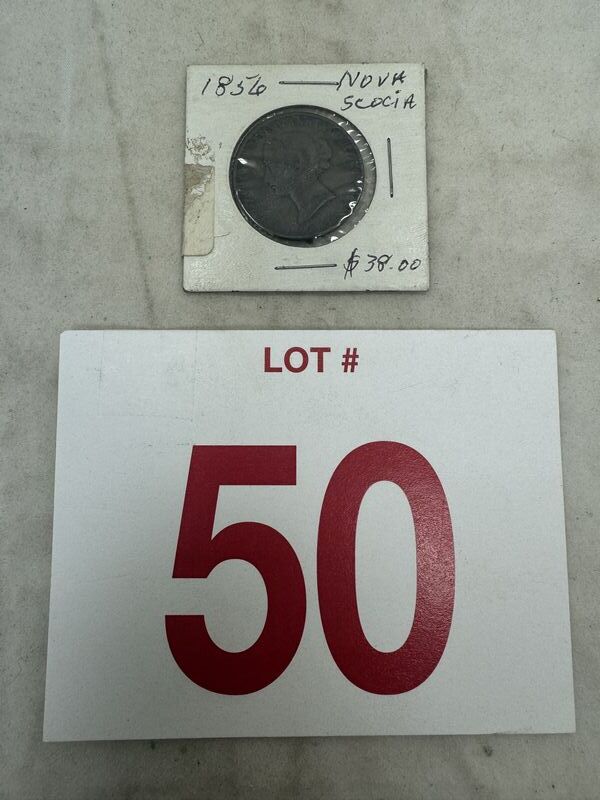 1856 — NOVA
SCOCIA
$38.00
LOT #
50